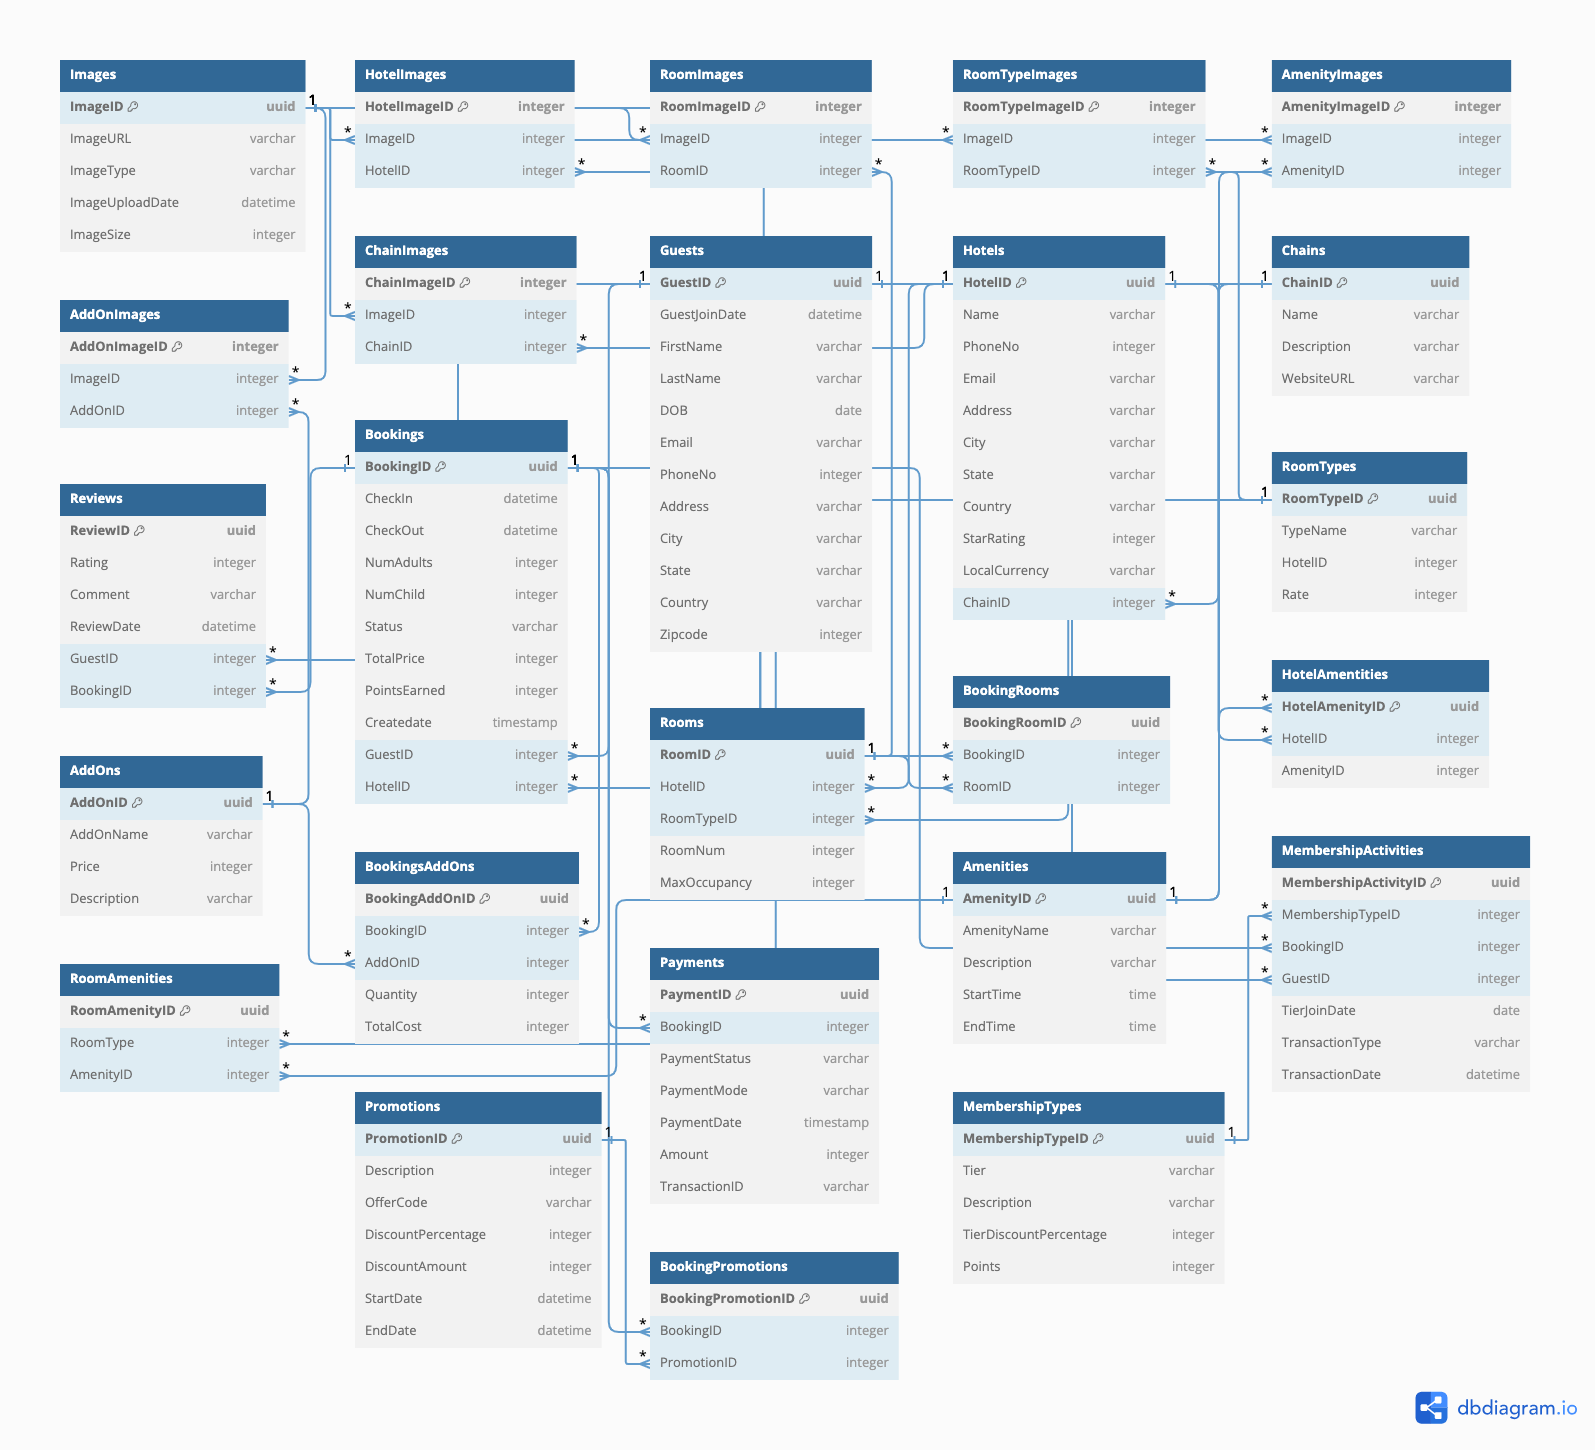 Images
ImageID uuid
ImageURL varchar
ImageType varchar
ImageUploadDate datetime
ImageSize integer
HotelImages
HotelImageID integer
ImageID integer
HotelID integer
RoomImages
RoomImageID integer
ImageID integer
RoomID integer
RoomTypeImages
RoomTypeImageID integer
ImageID integer
RoomTypeID integer
AmenityImages
AmenityImageID integer
ImageID integer
AmenityID integer
ChainImages
ChainImageID integer
ImageID integer
ChainID integer
Guests
GuestID uuid
GuestJoinDate datetime
FirstName varchar
LastName varchar
DOB date
Email varchar
PhoneNo integer
Address varchar
City varchar
State varchar
Country varchar
Zipcode integer
Hotels
HotelID uuid
Name varchar
PhoneNo integer
Email varchar
Address varchar
City varchar
State varchar
Country varchar
StarRating integer
LocalCurrency varchar
ChainID integer
Chains
ChainID uuid
Name varchar
Description varchar
WebsiteURL varchar
AddOnImages
AddOnImageID integer
ImageID integer
AddOnID integer
Bookings
BookingID uuid
CheckIn datetime
CheckOut datetime
NumAdults integer
NumChild integer
Status varchar
TotalPrice integer
PointsEarned integer
Createdate timestamp
GuestID integer
HotelID integer
RoomTypes
RoomTypeID uuid
TypeName varchar
HotelID integer
Rate integer
Reviews
ReviewID uuid
Rating integer
Comment varchar
ReviewDate datetime
GuestID integer
BookingID integer
HotelAmentities
HotelAmenityID uuid
HotelID integer
AmenityID integer
BookingRooms
BookingRoomID uuid
BookingID integer
RoomID integer
Rooms
RoomID uuid
HotelID integer
RoomTypeID integer
RoomNum integer
MaxOccupancy integer
AddOns
AddOnID uuid
AddOnName varchar
Price integer
Description varchar
BookingsAddOns
BookingAddOnID uuid
BookingID integer
AddOnID integer
Quantity integer
TotalCost integer
Amenities
AmenityID uuid
AmenityName varchar
Description varchar
StartTime time
EndTime time
MembershipActivities
MembershipActivityID uuid
MembershipTypeID integer
BookingID integer
GuestID integer
TierJoinDate date
TransactionType varchar
TransactionDate datetime
RoomAmenities
RoomAmenityID uuid
RoomType integer
AmenityID integer
Payments
PaymentID uuid
BookingID integer
PaymentStatus varchar
PaymentMode varchar
PaymentDate timestamp
Amount integer
TransactionID varchar
Promotions
PromotionID uuid
Description integer
OfferCode varchar
DiscountPercentage integer
DiscountAmount integer
StartDate datetime
EndDate datetime
MembershipTypes
MembershipTypeID uuid
Tier varchar
Description varchar
TierDiscountPercentage integer
Points integer
BookingPromotions
BookingPromotionID uuid
BookingID integer
PromotionID integer
dbdiagram.io